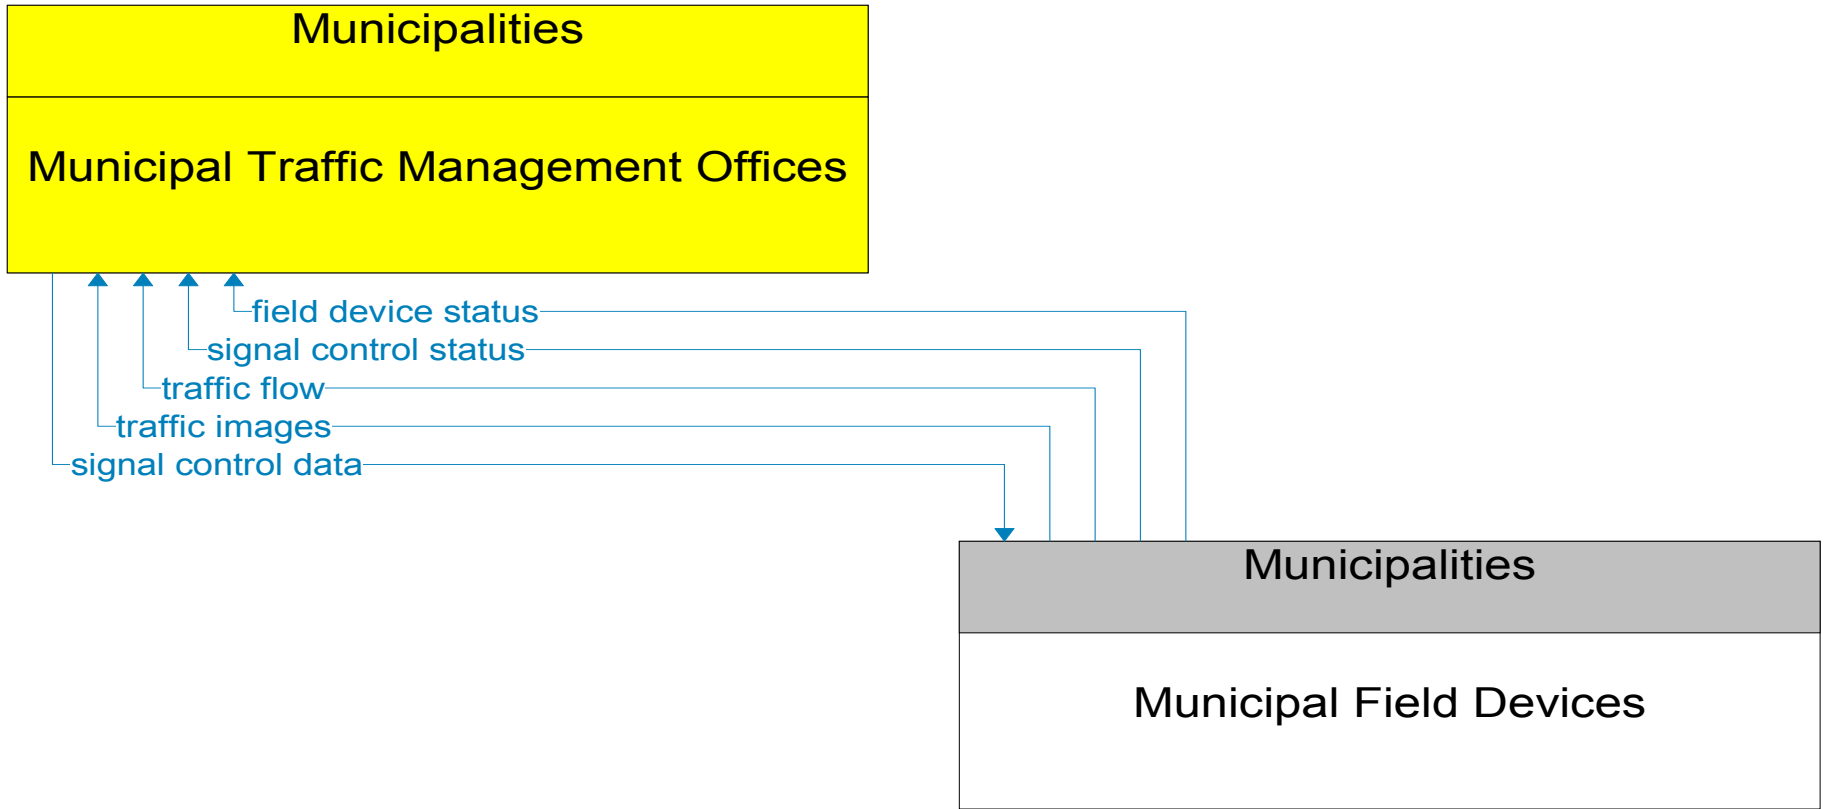 Municipalities
Municipal Traffic Management Offices
field device status
signal control status
traffic flow
traffic images
signal control data
Municipalities
Municipal Field Devices